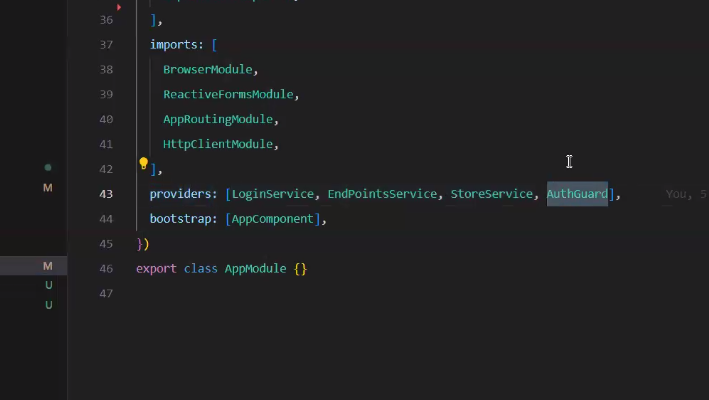 36 ],
37 imports: [
38 BrowserModule,
39 ReactiveFormsModule,
40 AppRoutingModule,
41 HttpClientModule,
42 ],
M
43 providers: [LoginService, EndPointsService, StoreService, AuthGuard], You, 5
44 bootstrap: [AppComponent],
45 })
M 46 export class AppModule {}
U
47
U